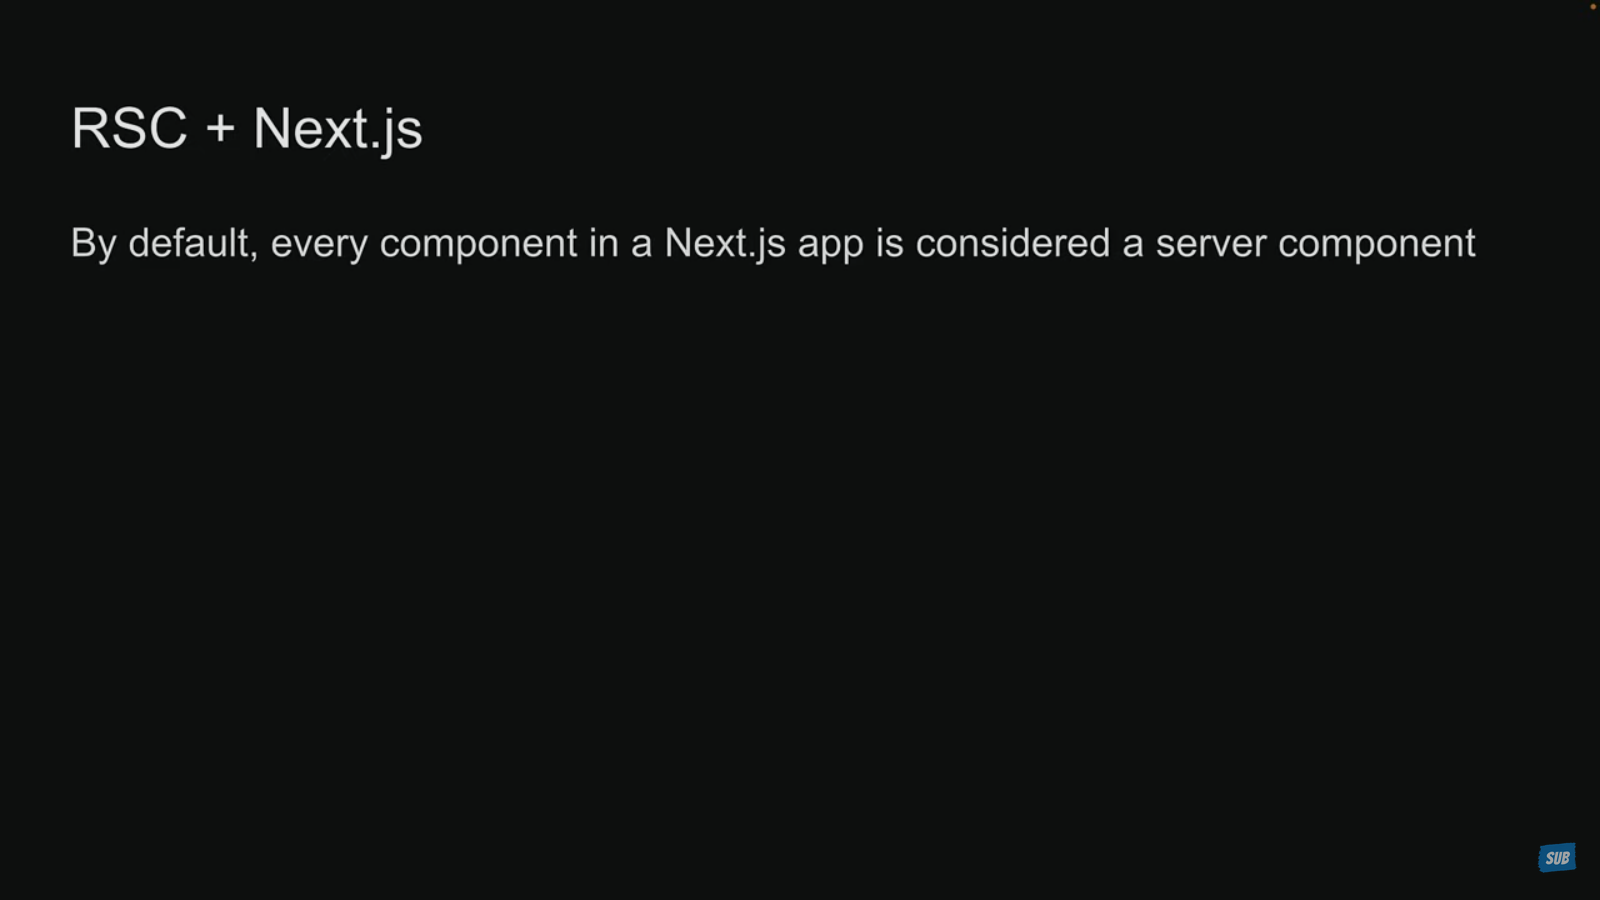 RSC + Next.js
By default, every component in a Next.js app is considered a server component
SUB